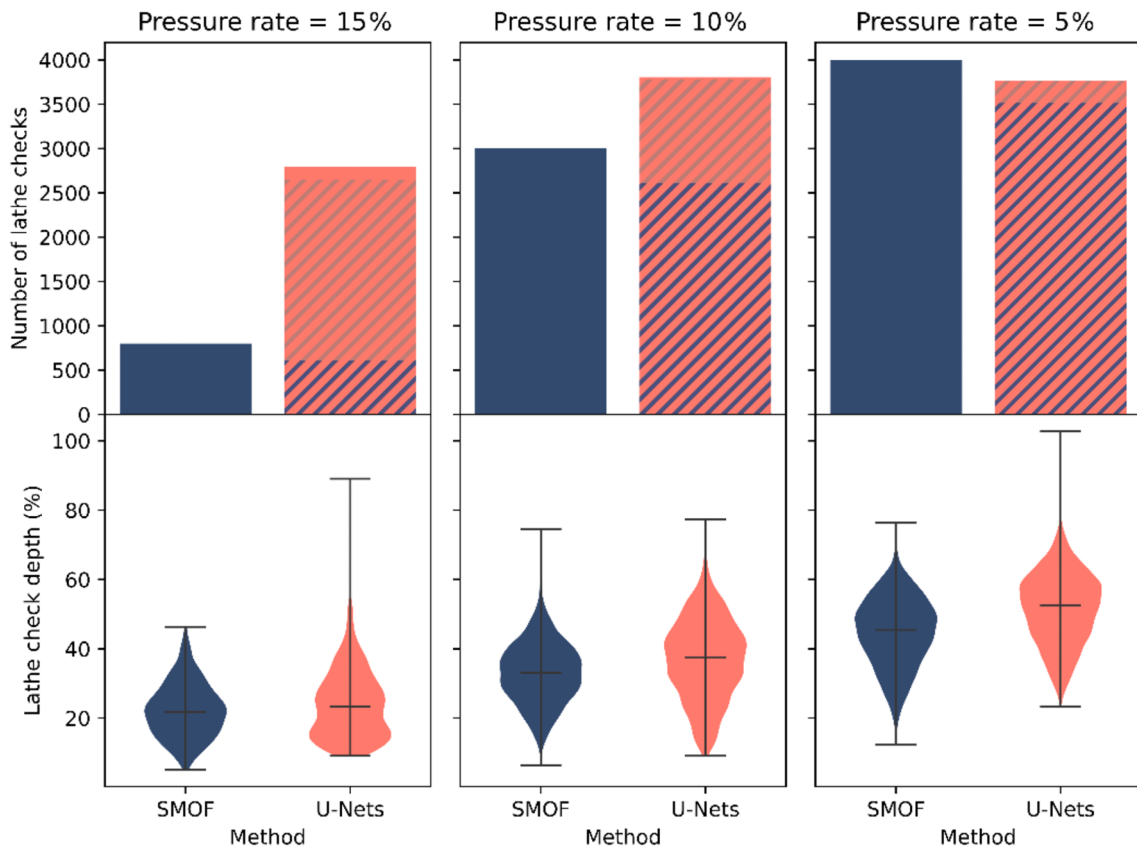 Pressure rate = 15%
Pressure rate = 10%
Pressure rate = 5%
Number of lathe checks
4000
3500
3000
2500
2000
1500
1000
500
0
Lathe check depth (%)
100
80
60
40
20
SMOF
U-Nets
SMOF
U-Nets
SMOF
U-Nets
Method
Method
Method